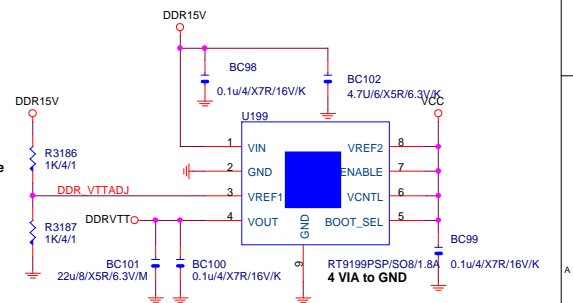 DDR15V
BC98
0.1u/4/X7R/16V/K
BC102
4.7U/6/X5R/6.3V/K
VCC
DDR15V
U199
1 VIN VREF2 8
R3186
1K/4/1
2 GND ENABLE 7
e
DDR_VTTADJ 3 VREF1 VCNTL 6
DDRVTT 4 VOUT BOOT_SEL 5
R3187
1K/4/1
GND
9
BC99
0.1u/4/X7R/16V/K
BC101
22u/8/X5R/6.3V/M
BC100
0.1u/4/X7R/16V/K
RT9199PSP/SO8/1.8A
4 VIA to GND
A